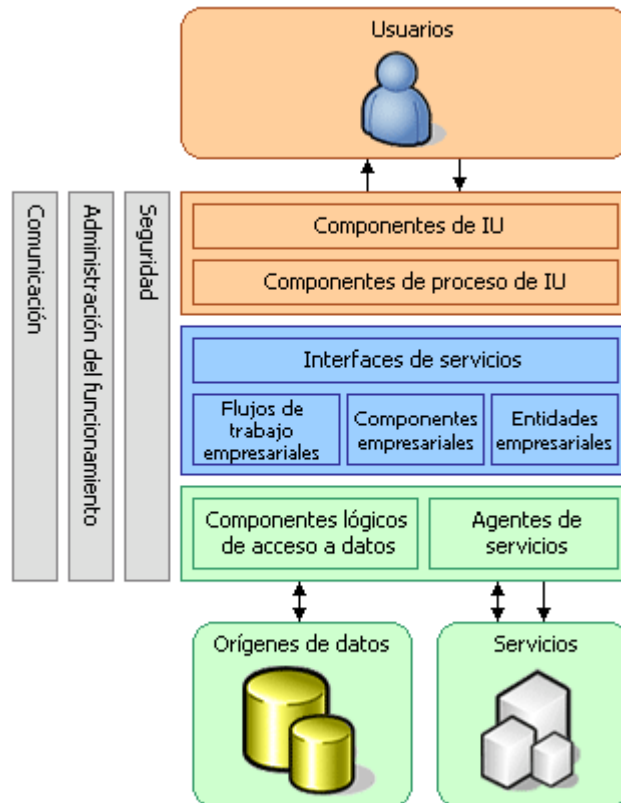 Usuarios
Comunicación
Administración del funcionamiento
Seguridad
Componentes de IU
Componentes de proceso de IU
Interfaces de servicios
Flujos de
trabajo
empresariales
Componentes
empresariales
Entidades
empresariales
Componentes lógicos
de acceso a datos
Agentes de
servicios
Orígenes de datos
Servicios